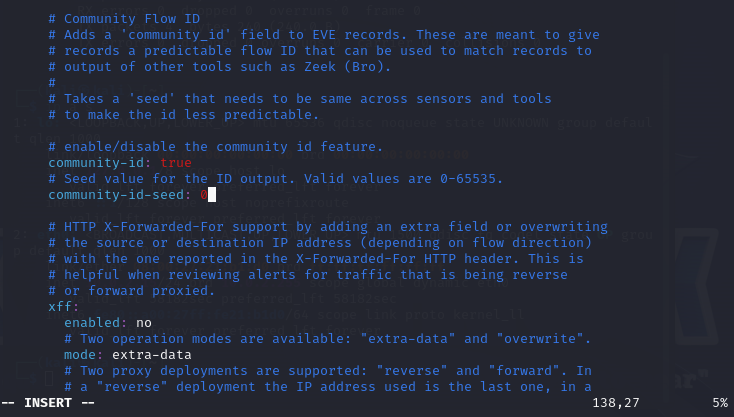 # Community Flow ID
# Adds a 'community_id' field to EVE records. These are meant to give
# records a predictable flow ID that can be used to match records to
# output of other tools such as Zeek (Bro).
#
# Takes a 'seed' that needs to be same across sensors and tools
# to make the id less predictable.
# enable/disable the community id feature.
community-id: true
# Seed value for the ID output. Valid values are 0-65535.
community-id-seed: 0
# HTTP X-Forwarded-For support by adding an extra field or overwriting
# the source or destination IP address (depending on flow direction)
# with the one reported in the X-Forwarded-For HTTP header. This is
# helpful when reviewing alerts for traffic that is being reverse
# or forward proxied.
xff:
enabled: no
# Two operation modes are available: "extra-data" and "overwrite".
mode: extra-data
# Two proxy deployments are supported: "reverse" and "forward". In
# a "reverse" deployment the IP address used is the last one, in a
-- INSERT -- 138,27 5%